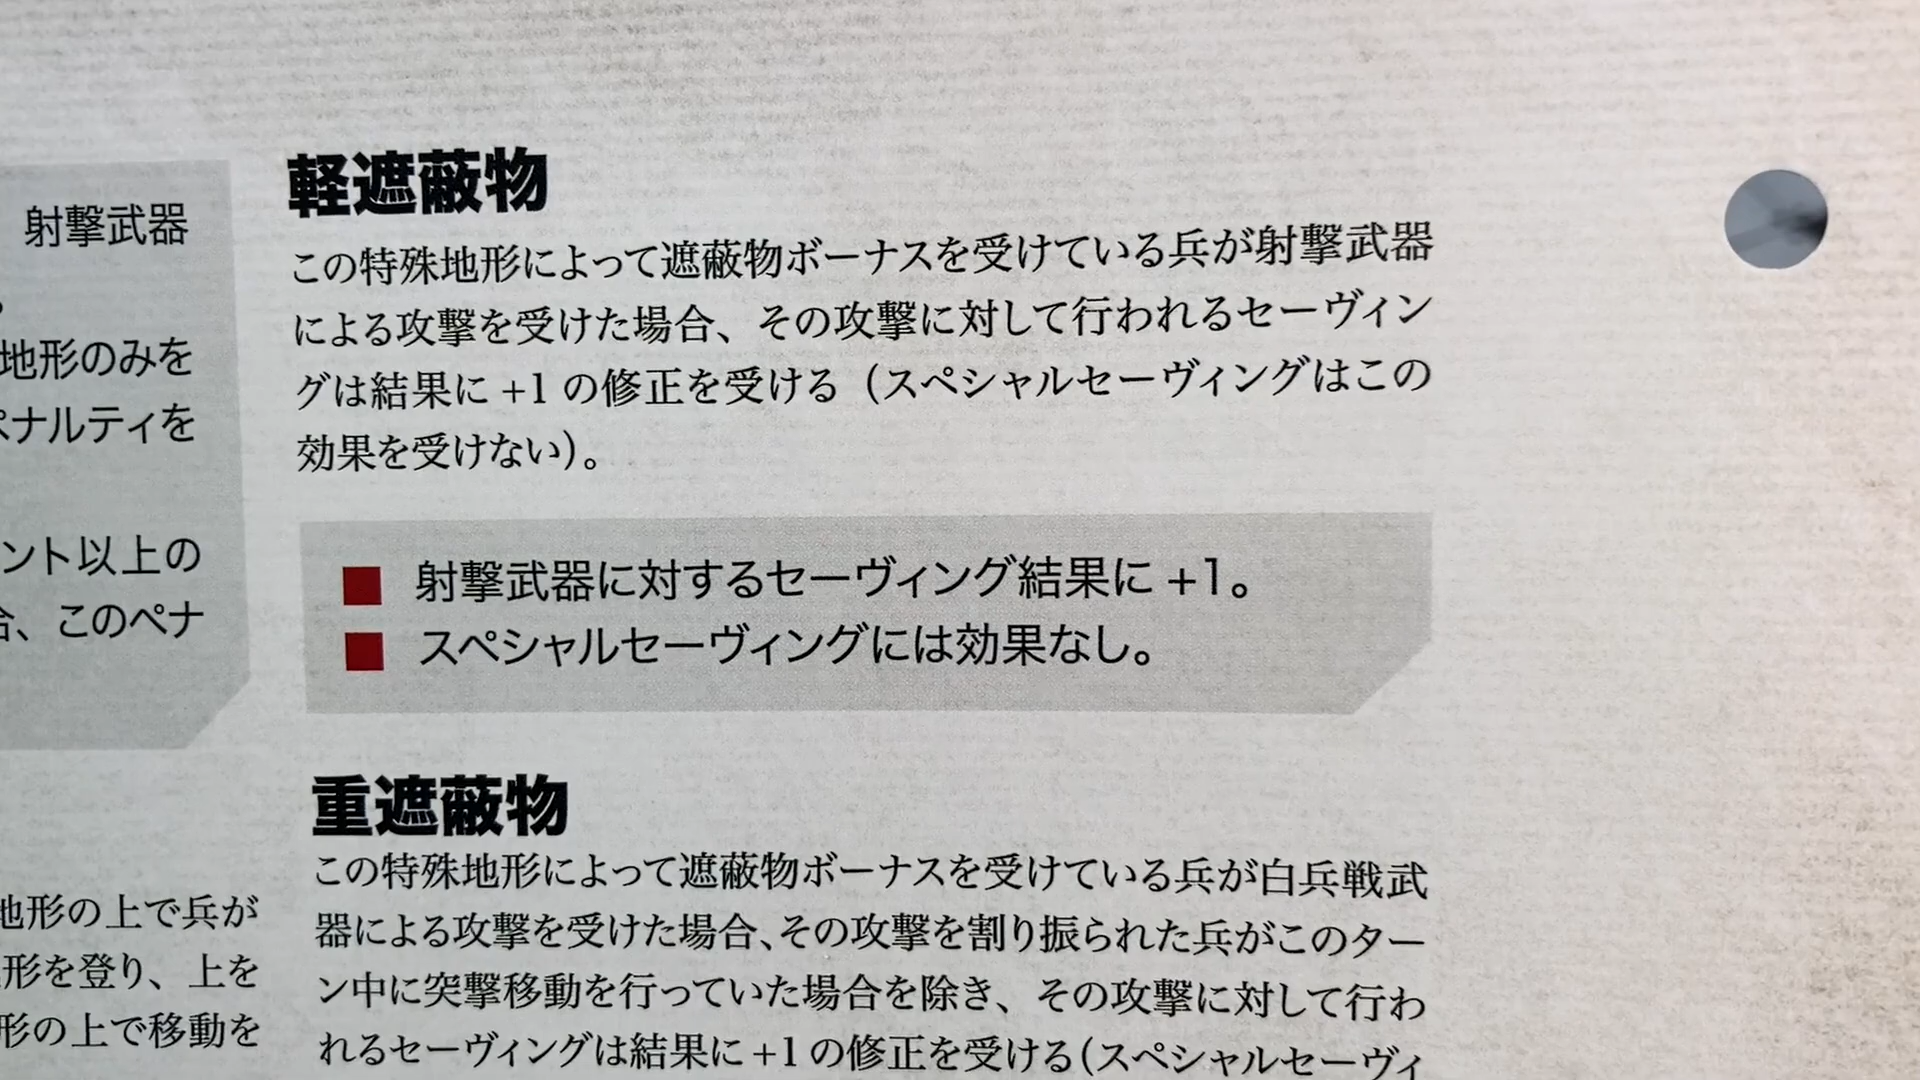 射撃武器
地形のみを
ペナルティを
ント以上の
合、このペナ
地形の上で兵が
形を登り、上を
形の上で移動を
軽遮蔽物
この特殊地形によって遮蔽物ボーナスを受けている兵が射撃武器
による攻撃を受けた場合、その攻撃に対して行われるセーヴィン
グは結果に +1 の修正を受ける（スペシャルセーヴィングはこの
効果を受けない）。
射撃武器に対するセーヴィング結果に +1。
スペシャルセーヴィングには効果なし。
重遮蔽物
この特殊地形によって遮蔽物ボーナスを受けている兵が白兵戦武
器による攻撃を受けた場合、その攻撃を割り振られた兵がこのター
ン中に突撃移動を行っていた場合を除き、その攻撃に対して行わ
れるセーヴィングは結果に +1 の修正を受ける（スペシャルセーヴィ